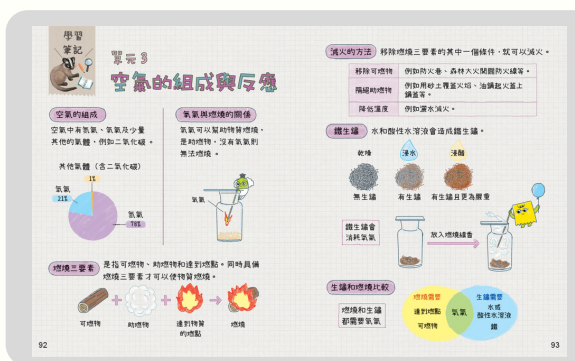 學習
筆記
單元3
空氣的組成與反應
空氣的組成
空氣中有氮氣、氧氣及少量
其他的氣體，例如二氧化碳。
其他氣體（含二氧化碳）
1%
氧氣
21%
氮氣
78%
氧氣與燃燒的關係
氧氣可以幫助物質燃燒，
是助燃物，沒有氧氣則
無法燃燒。
氧氣
燃燒三要素
是指可燃物、助燃物和達到燃點。同時具備
燃燒三要素才可以使物質燃燒。
可燃物
助燃物
達到物質
的燃點
燃燒
92
滅火的方法
移除燃燒三要素的其中一個條件，就可以滅火。
移除可燃物
例如防火巷、森林大火開闢防火線等。
隔絕助燃物
例如用砂土覆蓋火焰、油鍋起火蓋上
鍋蓋等。
降低溫度
例如灑水滅火。
鐵生鏽
水和酸性水溶液會造成鐵生鏽。
乾燥
浸水
浸醋
無生鏽
有生鏽
有生鏽且更為嚴重
鐵生鏽會
消耗氧氣
放入燃燒線香
生鏽和燃燒比較
燃燒和生鏽
都需要氧氣
燃燒需要
達到燃點
可燃物
氧氣
生鏽需要
水或
酸性水溶液
鐵
93